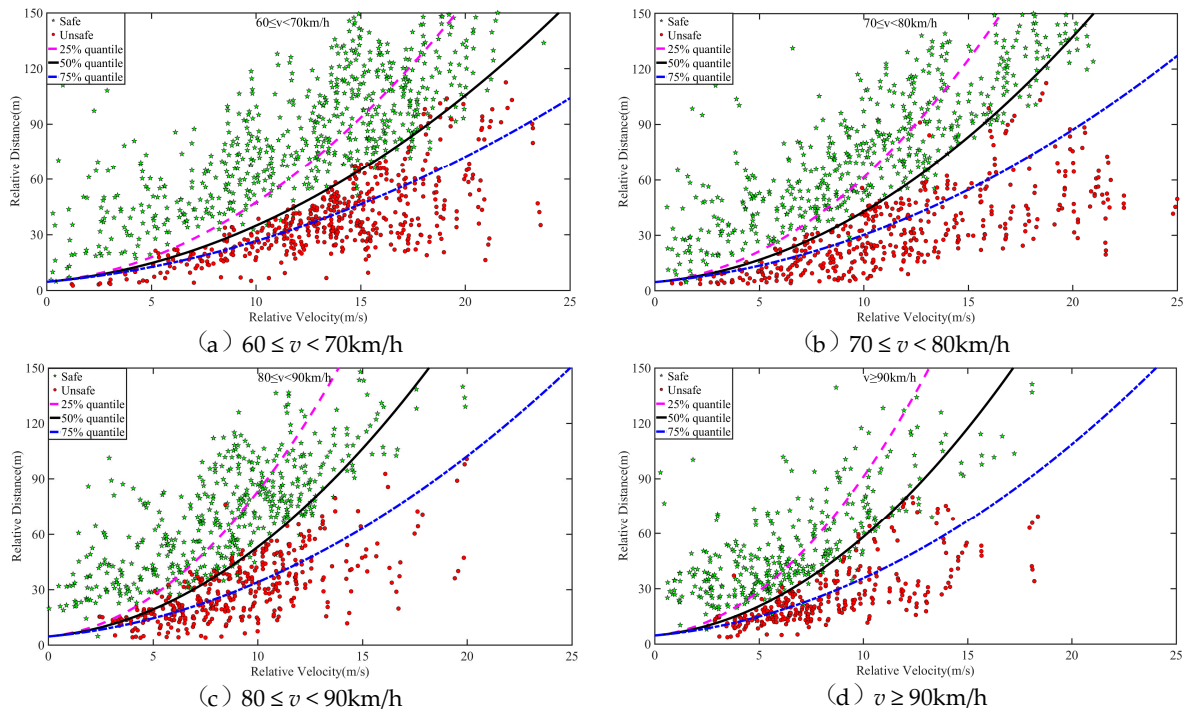 150
120
90
60
30
0
Relative Distance(m)
Safe
Unsafe
25% quantile
50% quantile
75% quantile
60≤v<70km/h
0 5 10 15 20 25
Relative Velocity(m/s)
(a) 60 ≤ v < 70km/h
150
120
90
60
30
0
Relative Distance(m)
Safe
Unsafe
25% quantile
50% quantile
75% quantile
70≤v<80km/h
0 5 10 15 20 25
Relative Velocity(m/s)
(b) 70 ≤ v < 80km/h
150
120
90
60
30
0
Relative Distance(m)
Safe
Unsafe
25% quantile
50% quantile
75% quantile
80≤v<90km/h
0 5 10 15 20 25
Relative Velocity(m/s)
(c) 80 ≤ v < 90km/h
150
120
90
60
30
0
Relative Distance(m)
Safe
Unsafe
25% quantile
50% quantile
75% quantile
v≥90km/h
0 5 10 15 20 25
Relative Velocity(m/s)
(d) v ≥ 90km/h